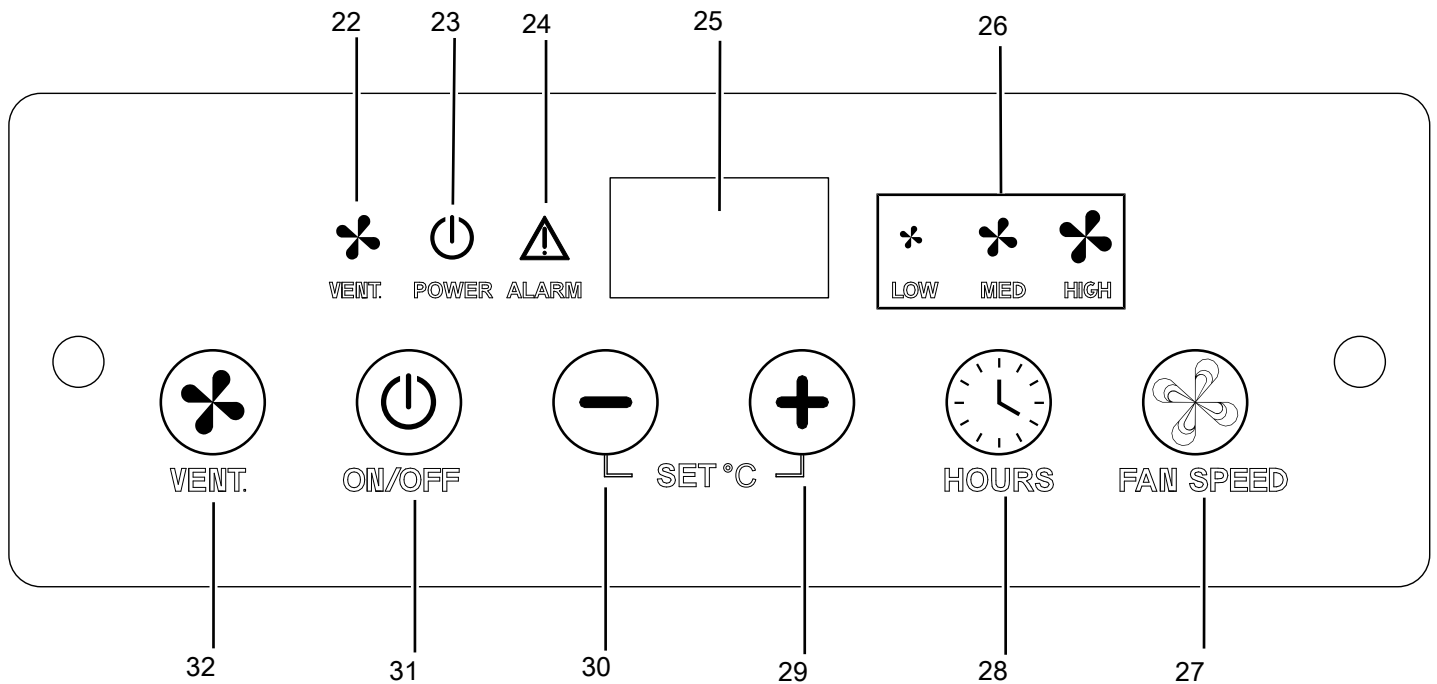 22 23 24 25 26
VENT. POWER ALARM LOW MED HIGH
VENT. ON/OFF SET °C HOURS FAN SPEED
32 31 30 29 28 27